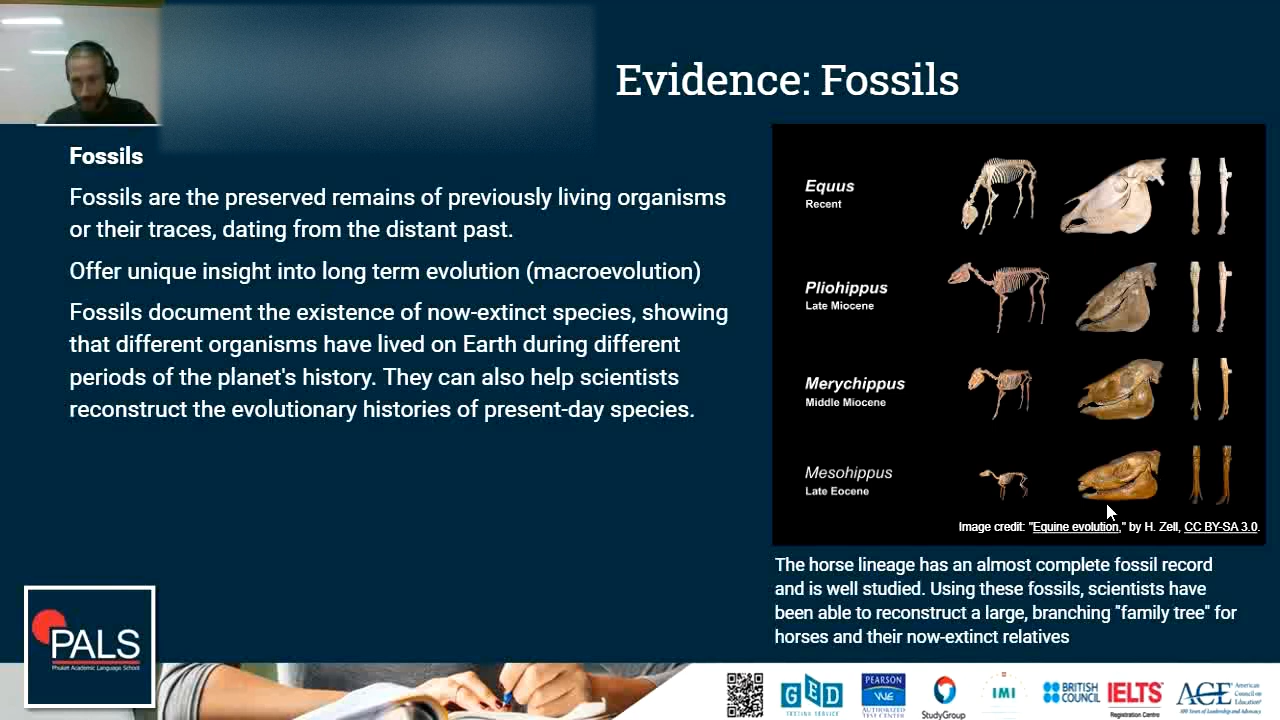 Evidence: Fossils
Fossils
Fossils are the preserved remains of previously living organisms
or their traces, dating from the distant past.
Offer unique insight into long term evolution (macroevolution)
Fossils document the existence of now-extinct species, showing
that different organisms have lived on Earth during different
periods of the planet's history. They can also help scientists
reconstruct the evolutionary histories of present-day species.
Equus
Recent
Pliohippus
Late Miocene
Merychippus
Middle Miocene
Mesohippus
Late Eocene
Image credit: "Equine evolution," by H. Zell, CC BY-SA 3.0.
The horse lineage has an almost complete fossil record
and is well studied. Using these fossils, scientists have
been able to reconstruct a large, branching "family tree" for
horses and their now-extinct relatives
PALS
Phuket Academic Language School
GED
TESTING SERVICE
PEARSON
VUE
AUTHORIZED
TEST CENTER
StudyGroup
IMI
BRITISH
COUNCIL
IELTS
Registration Centre
ACE
American
Council on
Education
100 Years of Leadership and Advocacy